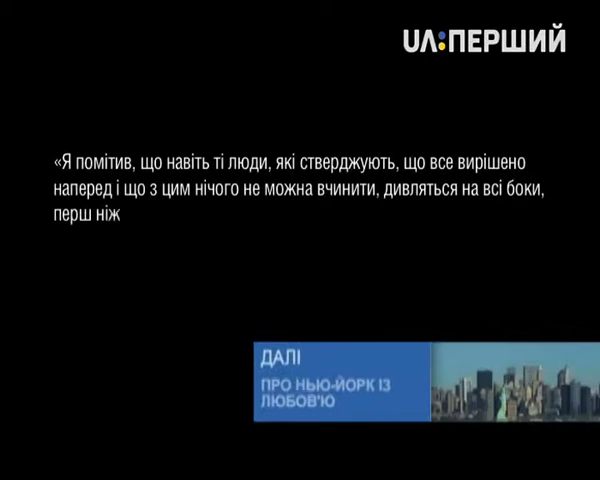 UA:ПЕРШИЙ
«Я помітив, що навіть ті люди, які стверджують, що все вирішено
наперед і що з цим нічого не можна вчинити, дивляться на всі боки,
перш ніж
ДАЛІ
ПРО НЬЮ-ЙОРК ІЗ
ЛЮБОВ'Ю